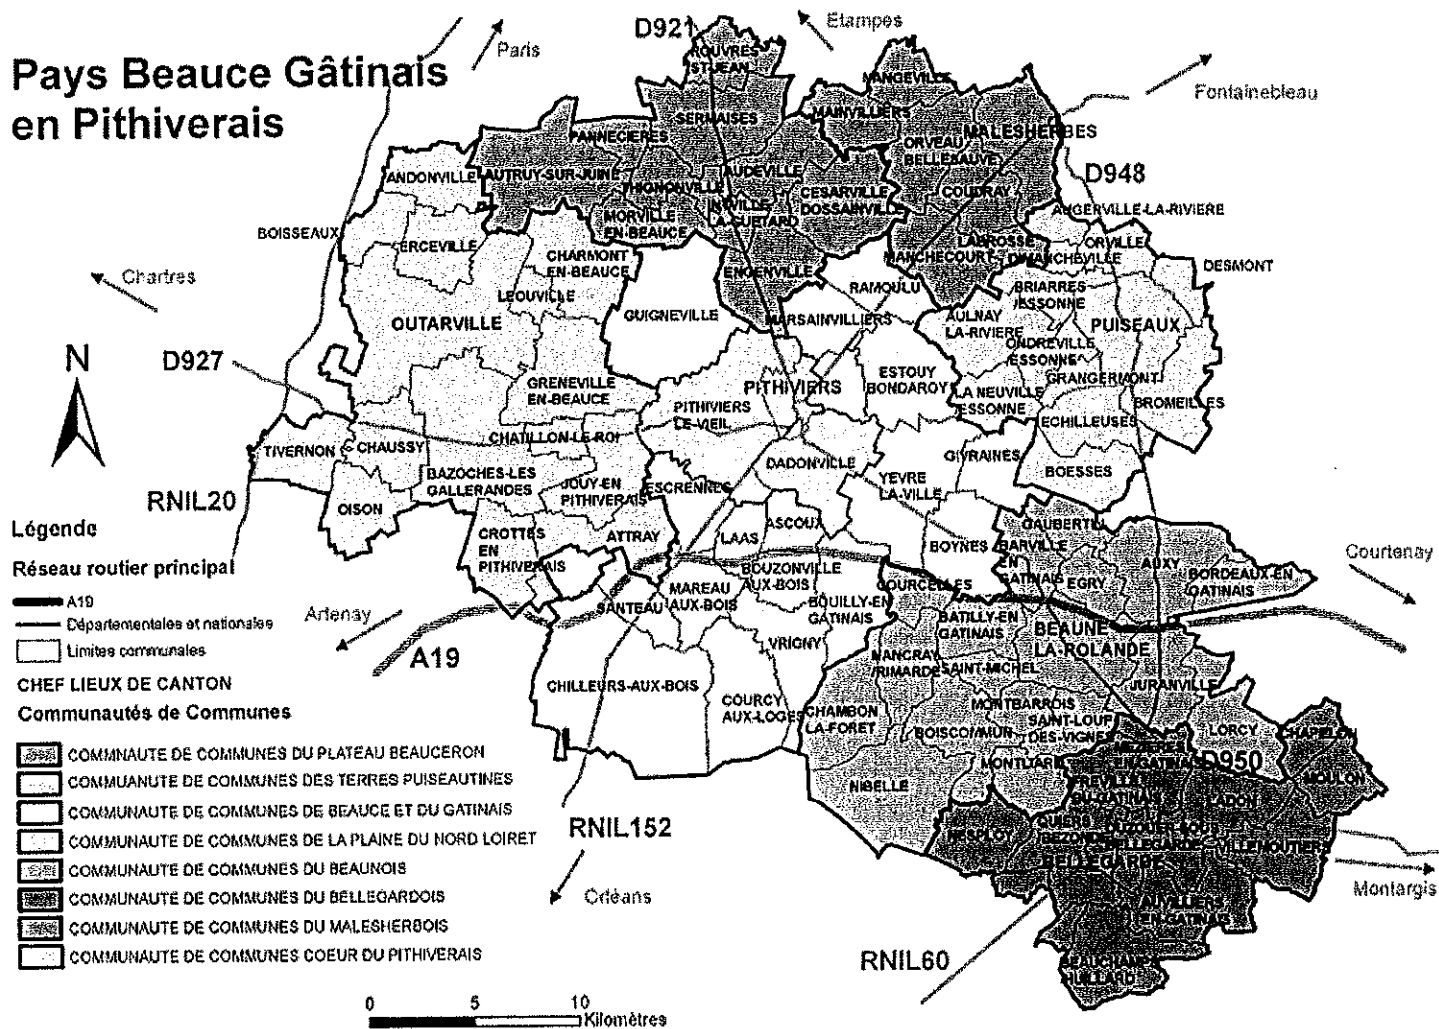 Pays Beauce Gâtinais
en Pithiverais
D921
Etampes
Paris
Fontainebleau
ROUVRES
ST-JEAN
MANGEVILLE
SERMAISES
MAINVILLIERS
MALESHERBES
PANNECIERES
ORVEAU
BELLESAUVE
D948
ANDONVILLE
AUTRUY-SUR-JUINE
AUDEVILLE
THIGNONVILLE
CESARVILLE
DOSSAINVILLE
COUDRAY
INTVILLE
LA-GUETARD
MORVILLE
EN-BEAUCE
AUGERVILLE-LA-RIVIERE
BOISSEAUX
ERCEVILLE
LABROSSE
ORVILLE
DIMANCHEVILLE
CHARMONT
EN-BEAUCE
MANCHECOURT
DESMONT
Chartres
ENGENVILLE
RAMOULU
BRIARRES
/ESSONNE
LEOUVILLE
GUIGNEVILLE
MARSAINVILLIERS
AULNAY
LA-RIVIERE
PUISEAUX
OUTARVILLE
ONDREVILLE
/ESSONNE
N
D927
ESTOUY
BONDAROY
GRANGERMONT
GRENEVILLE
EN-BEAUCE
PITHIVIERS
LA NEUVILLE
/ESSONNE
BROMEILLES
PITHIVIERS
LE-VIEIL
ECHILLEUSES
TIVERNON
CHAUSSY
CHATILLON-LE-ROI
DADONVILLE
GIVRAINES
BOESSES
BAZOCHES-LES
GALLERANDES
JOUY-EN
PITHIVERAIS
ESCRENNES
YEVRE
LA-VILLE
RNIL20
OISON
Légende
CROTTES
EN
PITHIVERAIS
ATTRAY
LAAS
ASCOUX
BOYNES
GAUBERTIN
BARVILLE
EN
GATINAIS
EGRY
AUXY
BORDEAUX-EN
GATINAIS
Courtenay
Réseau routier principal
BOUZONVILLE
AUX-BOIS
COURCELLES
A19
Départementales et nationales
Limites communales
Artenay
SANTEAU
MAREAU
AUX-BOIS
BOUILLY-EN
GATINAIS
BATILLY-EN
GATINAIS
BEAUNE
LA-ROLANDE
A19
VRIGNY
NANCRAY
/RIMARDE
SAINT-MICHEL
CHEF LIEUX DE CANTON
CHILLEURS-AUX-BOIS
COURCY
AUX-LOGES
JURANVILLE
Communautés de Communes
CHAMBON
LA-FORET
MONTBARROIS
BOISCOMMUN
SAINT-LOUP
DES-VIGNES
LORCY
CHAPELON
COMMNAUTE DE COMMUNES DU PLATEAU BEAUCERON
MEZIERES
EN-GATINAIS
D950
MONTLIARD
COMMUANUTE DE COMMUNES DES TERRES PUISEAUTINES
NIBELLE
FREVILLE
DU-GATINAIS
LADON
MOULON
COMMUNAUTE DE COMMUNES DE BEAUCE ET DU GATINAIS
COMMUNAUTE DE COMMUNES DE LA PLAINE DU NORD LOIRET
RNIL152
NESPLOY
QUIERS
/BEZONDE
OUZOUER-SOUS
BELLEGARDE
VILLEMOUTIERS
BELLEGARDE
COMMUNAUTE DE COMMUNES DU BEAUNOIS
COMMUNAUTE DE COMMUNES DU BELLEGARDOIS
Orléans
Montargis
COMMUNAUTE DE COMMUNES DU MALESHERBOIS
AUVILLIERS
EN-GATINAIS
COMMUNAUTE DE COMMUNES COEUR DU PITHIVERAIS
RNIL60
BEAUCHAMPS
HUILLARD
0 5 10
Kilomètres